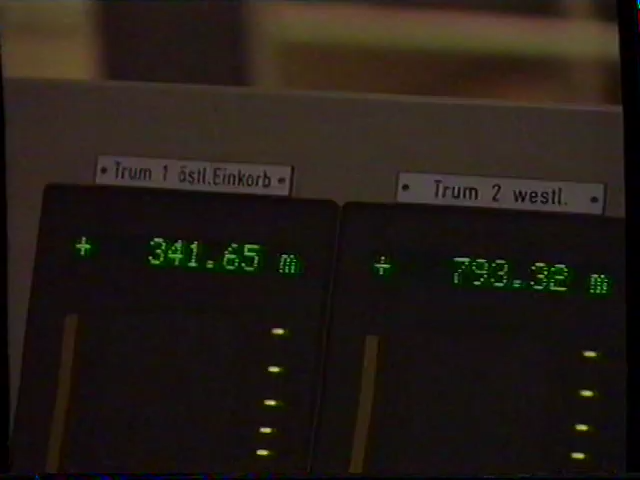 Trum 1 östl.Einkorb
Trum 2 westl.
+ 341.65 m
+ 793.32 m